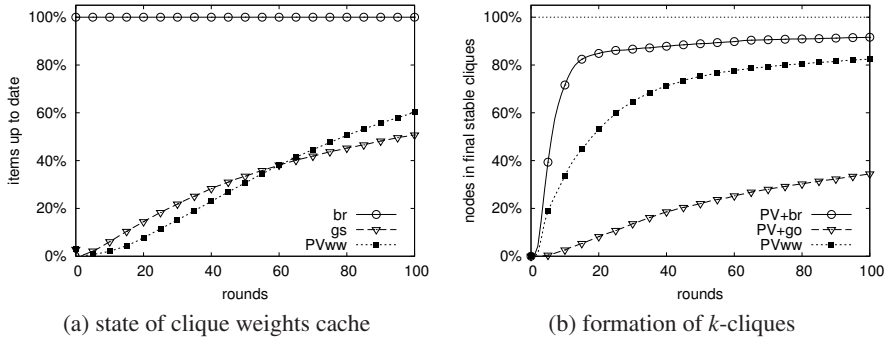 100%
80%
60%
40%
20%
0%
items up to date
0
20
40
60
80
100
rounds
br
gs
PVww
(a) state of clique weights cache
100%
80%
60%
40%
20%
0%
nodes in final stable cliques
0
20
40
60
80
100
rounds
PV+br
PV+go
PVww
(b) formation of k-cliques